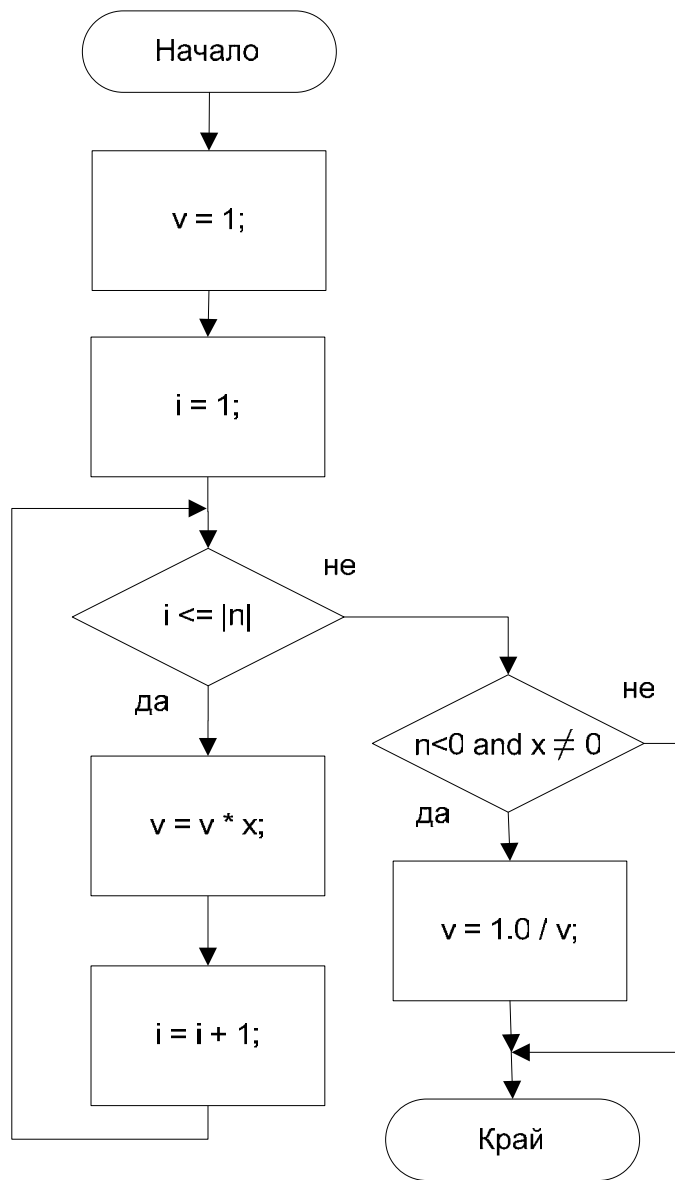 Начало
v = 1;
i = 1;
i <= |n|
не
да
v = v * x;
i = i + 1;
n<0 and x ≠ 0
не
да
v = 1.0 / v;
Край